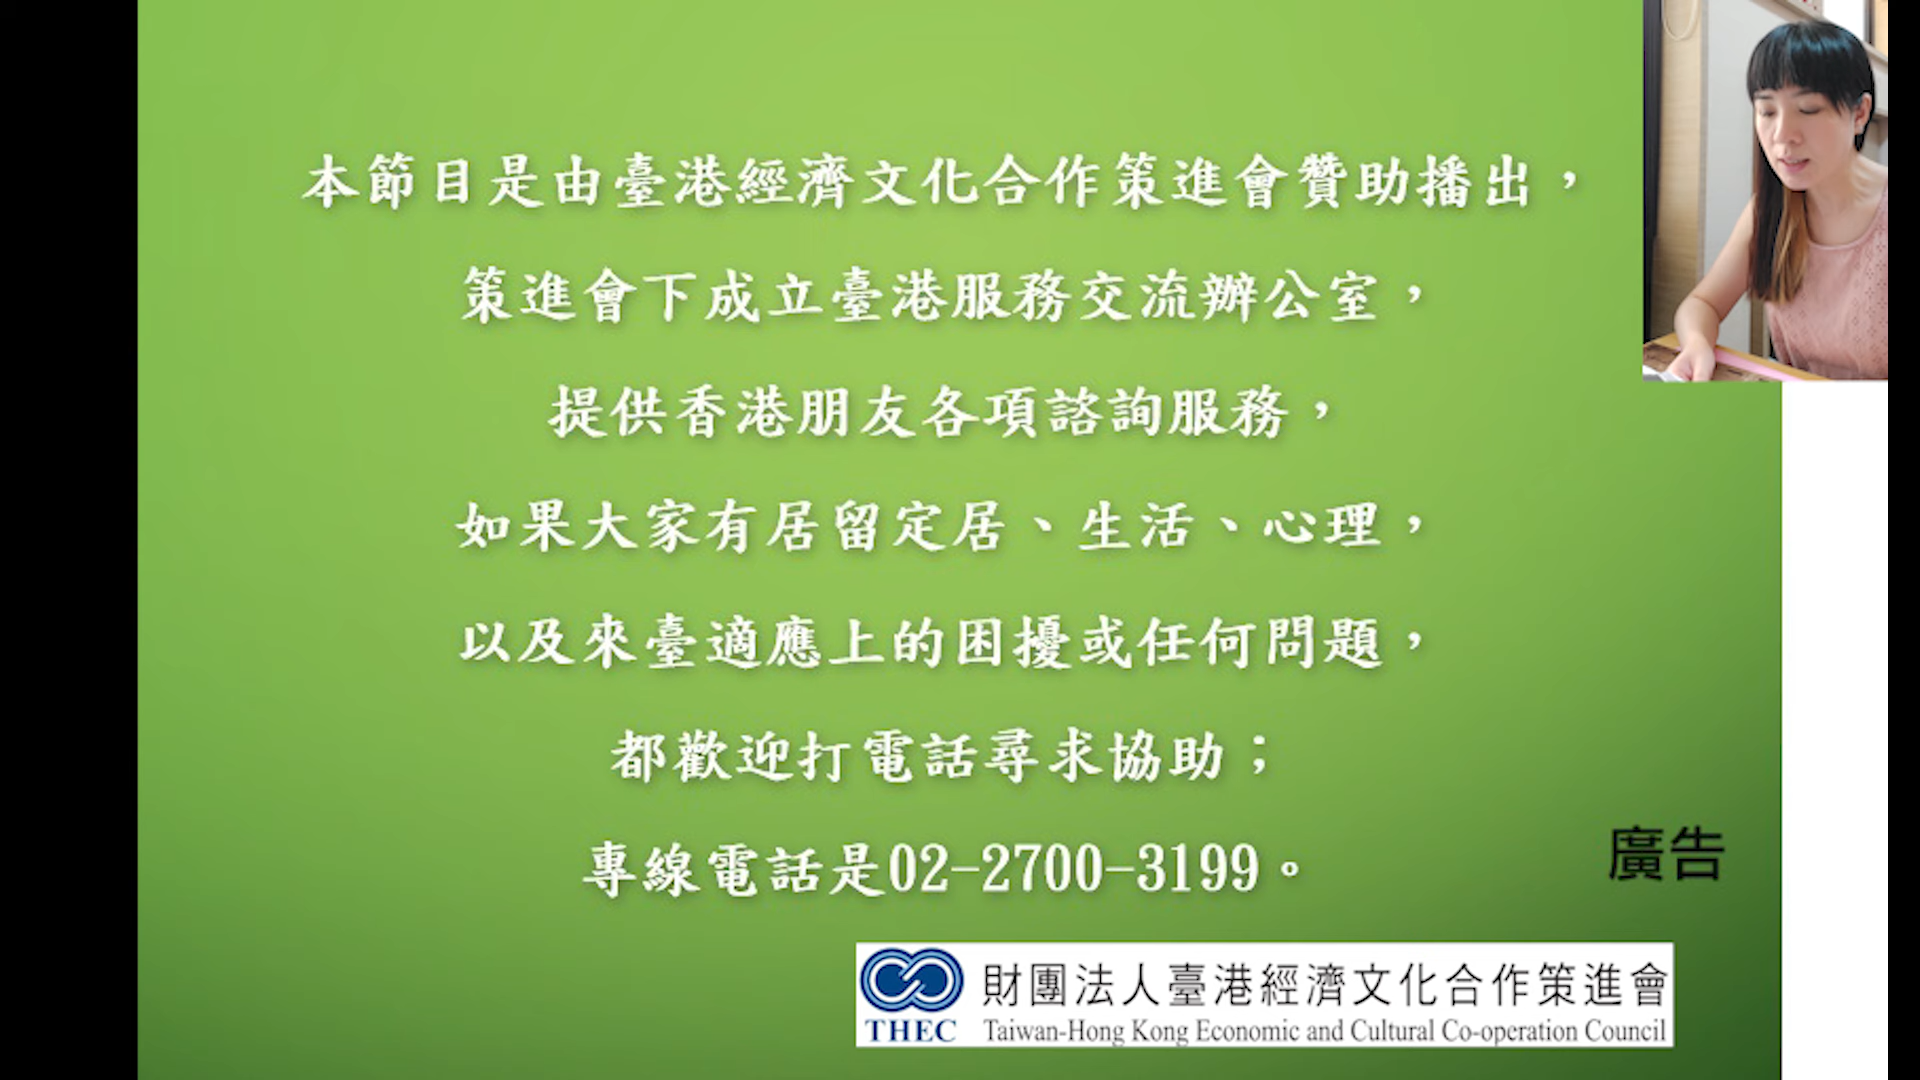 本節目是由臺港經濟文化合作策進會贊助播出，
策進會下成立臺港服務交流辦公室，
提供香港朋友各項諮詢服務，
如果大家有居留定居、生活、心理，
以及來臺適應上的困擾或任何問題，
都歡迎打電話尋求協助；
專線電話是02-2700-3199。
廣告
財團法人臺港經濟文化合作策進會
THEC Taiwan-Hong Kong Economic and Cultural Co-operation Council